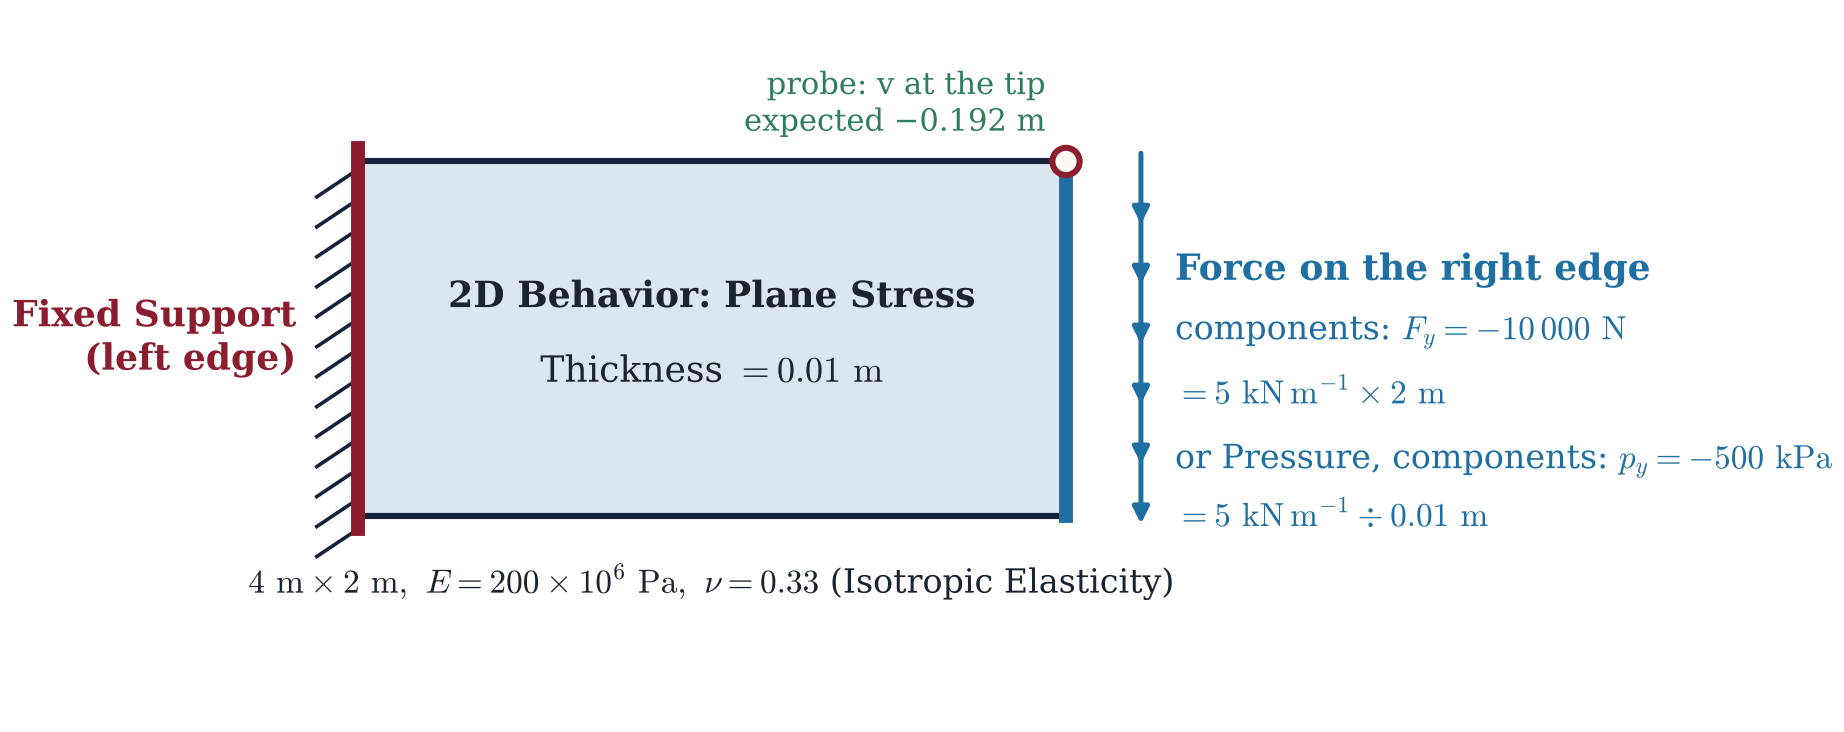 probe: v at the tip
expected −0.192 m
Fixed Support
(left edge)
2D Behavior: Plane Stress
Thickness = 0.01 m
Force on the right edge
components: F_y = −10 000 N
= 5 kN m⁻¹ × 2 m
or Pressure, components: p_y = −500 kPa
= 5 kN m⁻¹ ÷ 0.01 m
4 m × 2 m, E = 200 × 10⁶ Pa, ν = 0.33 (Isotropic Elasticity)